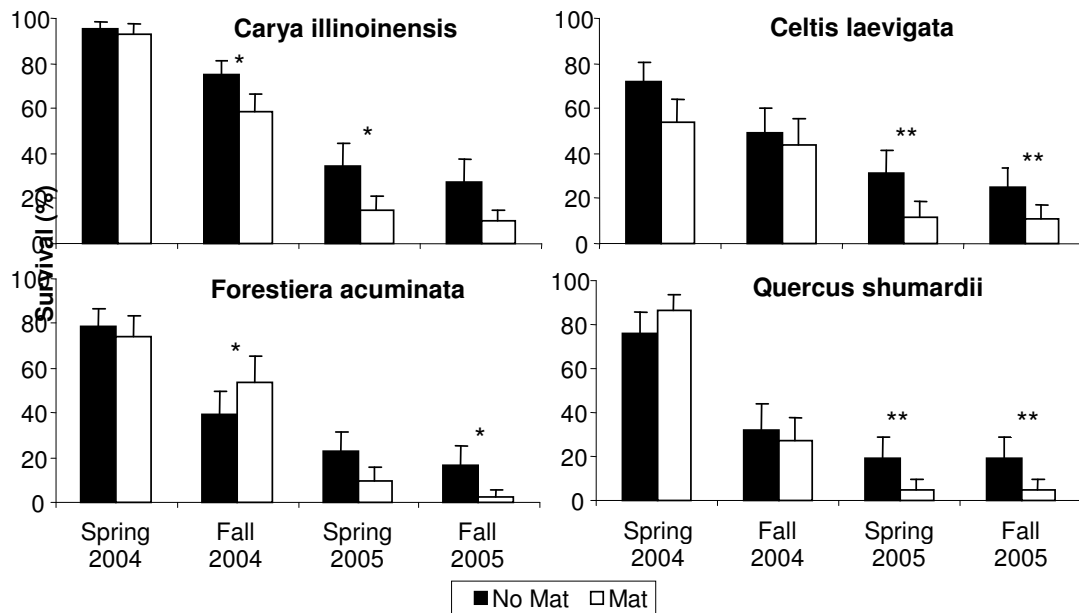 Carya illinoinensis
100
80
60
40
20
0
*
*
Celtis laevigata
100
80
60
40
20
0
**
**
Survival (%)
Forestiera acuminata
100
80
60
40
20
0
*
*
Spring 2004
Fall 2004
Spring 2005
Fall 2005
Quercus shumardii
100
80
60
40
20
0
**
**
Spring 2004
Fall 2004
Spring 2005
Fall 2005
No Mat
Mat